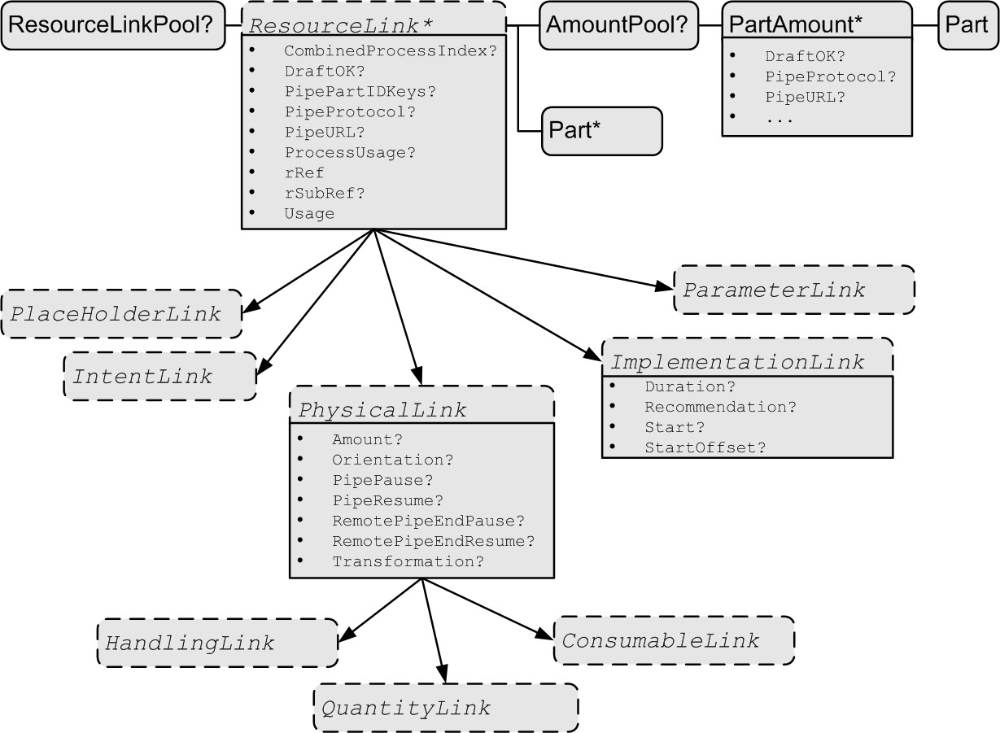 ResourceLinkPool?
ResourceLink*
• CombinedProcessIndex?
• DraftOK?
• PipePartIDKeys?
• PipeProtocol?
• PipeURL?
• ProcessUsage?
• rRef
• rSubRef?
• Usage
AmountPool?
PartAmount*
• DraftOK?
• PipeProtocol?
• PipeURL?
• ...
Part
Part*
PlaceHolderLink
IntentLink
PhysicalLink
• Amount?
• Orientation?
• PipePause?
• PipeResume?
• RemotePipeEndPause?
• RemotePipeEndResume?
• Transformation?
ParameterLink
ImplementationLink
• Duration?
• Recommendation?
• Start?
• StartOffset?
HandlingLink
QuantityLink
ConsumableLink